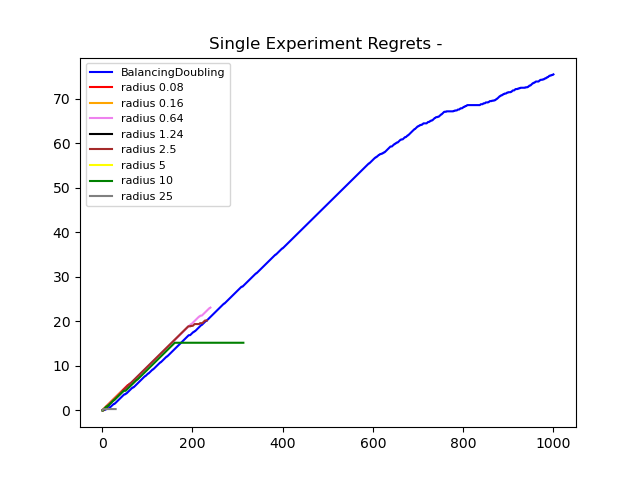 Single Experiment Regrets -
BalancingDoubling
radius 0.08
radius 0.16
radius 0.64
radius 1.24
radius 2.5
radius 5
radius 10
radius 25
70
60
50
40
30
20
10
0
0 200 400 600 800 1000